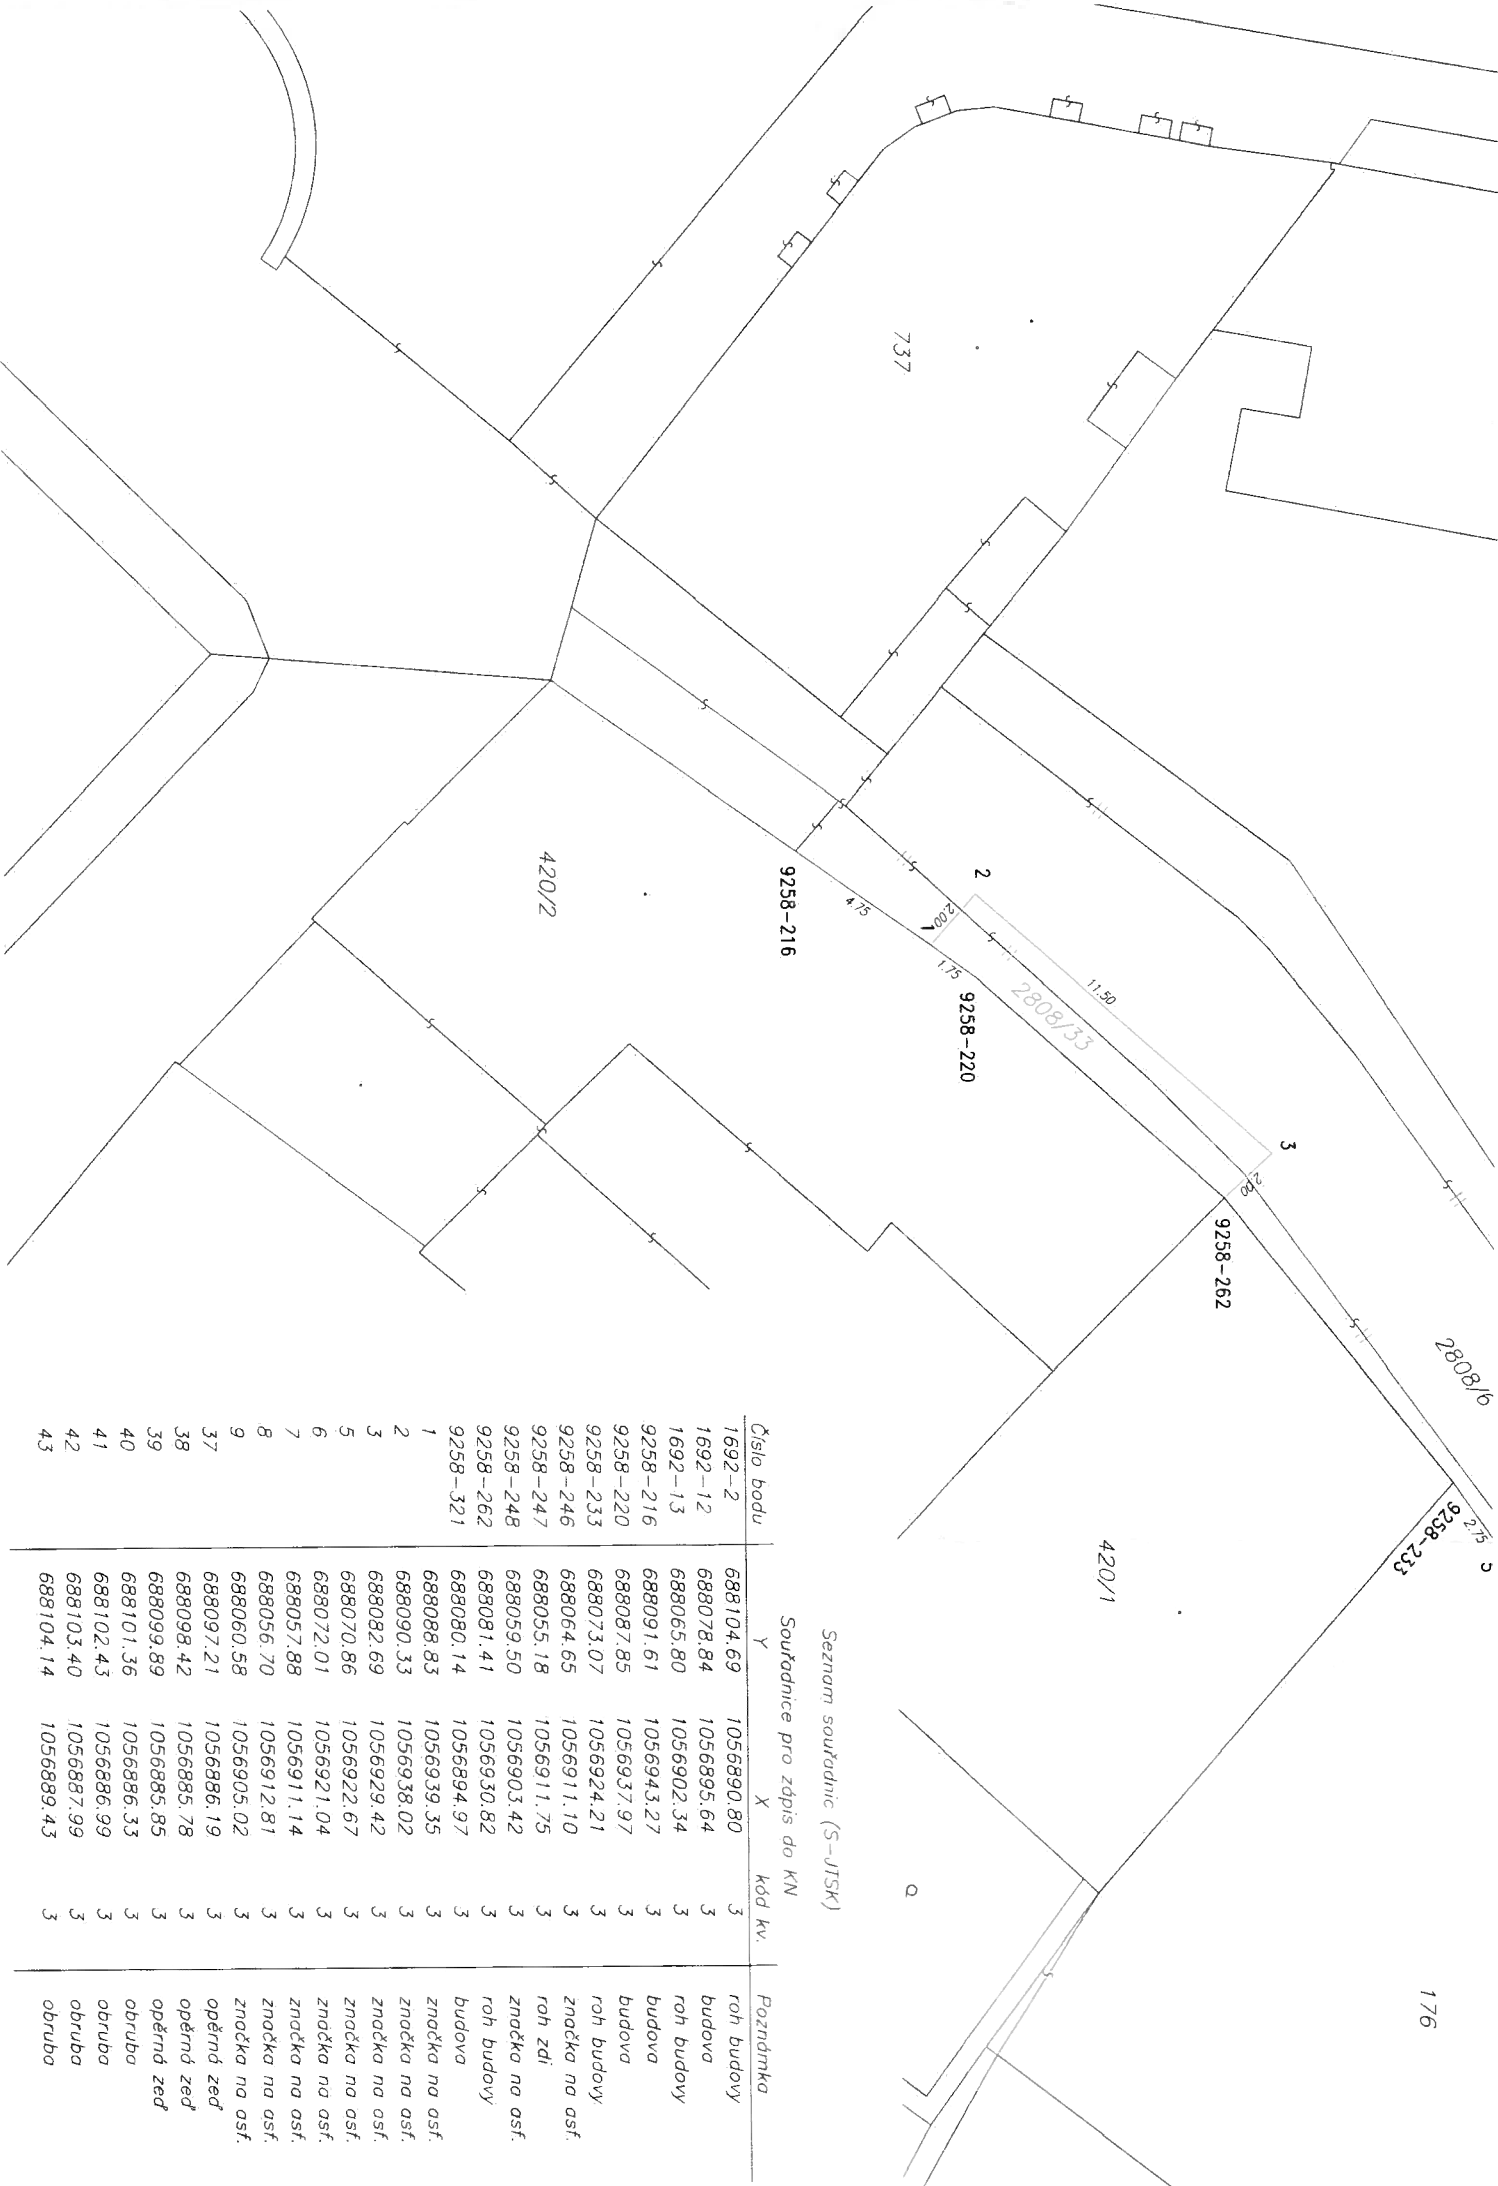 737
420/2
9258-216
4.75
2
2.00
1
1.75
9258-220
2808/33
11.50
3
2.00
9258-262
2808/6
2.75
5
9258-233
420/1
176
Seznam souřadnic (S-JTSK)
Souřadnice pro zápis do KN
Číslo bodu Y X kód kv. Poznámka
1692-2 688104.69 1056890.80 3 roh budovy
1692-12 688078.84 1056895.64 3 budova
1692-13 688065.80 1056902.34 3 roh budovy
9258-216 688091.61 1056943.27 3 budova
9258-220 688087.85 1056937.97 3 budova
9258-233 688073.07 1056924.21 3 roh budovy
9258-246 688064.65 1056911.10 3 značka na asf.
9258-247 688055.18 1056911.75 3 roh zdi
9258-248 688059.50 1056903.42 3 značka na asf.
9258-262 688081.41 1056930.82 3 roh budovy
9258-321 688080.14 1056894.97 3 budova
1 688088.83 1056939.35 3 značka na asf.
2 688090.33 1056938.02 3 značka na asf.
3 688082.69 1056929.42 3 značka na asf.
5 688070.86 1056922.67 3 značka na asf.
6 688072.01 1056921.04 3 značka na asf.
7 688057.88 1056911.14 3 značka na asf.
8 688056.70 1056912.81 3 značka na asf.
9 688060.58 1056905.02 3 značka na asf.
37 688097.21 1056886.19 3 opěrná zeď
38 688098.42 1056885.78 3 opěrná zeď
39 688099.89 1056885.85 3 opěrná zeď
40 688101.36 1056886.33 3 obruba
41 688102.43 1056886.99 3 obruba
42 688103.40 1056887.99 3 obruba
43 688104.14 1056889.43 3 obruba